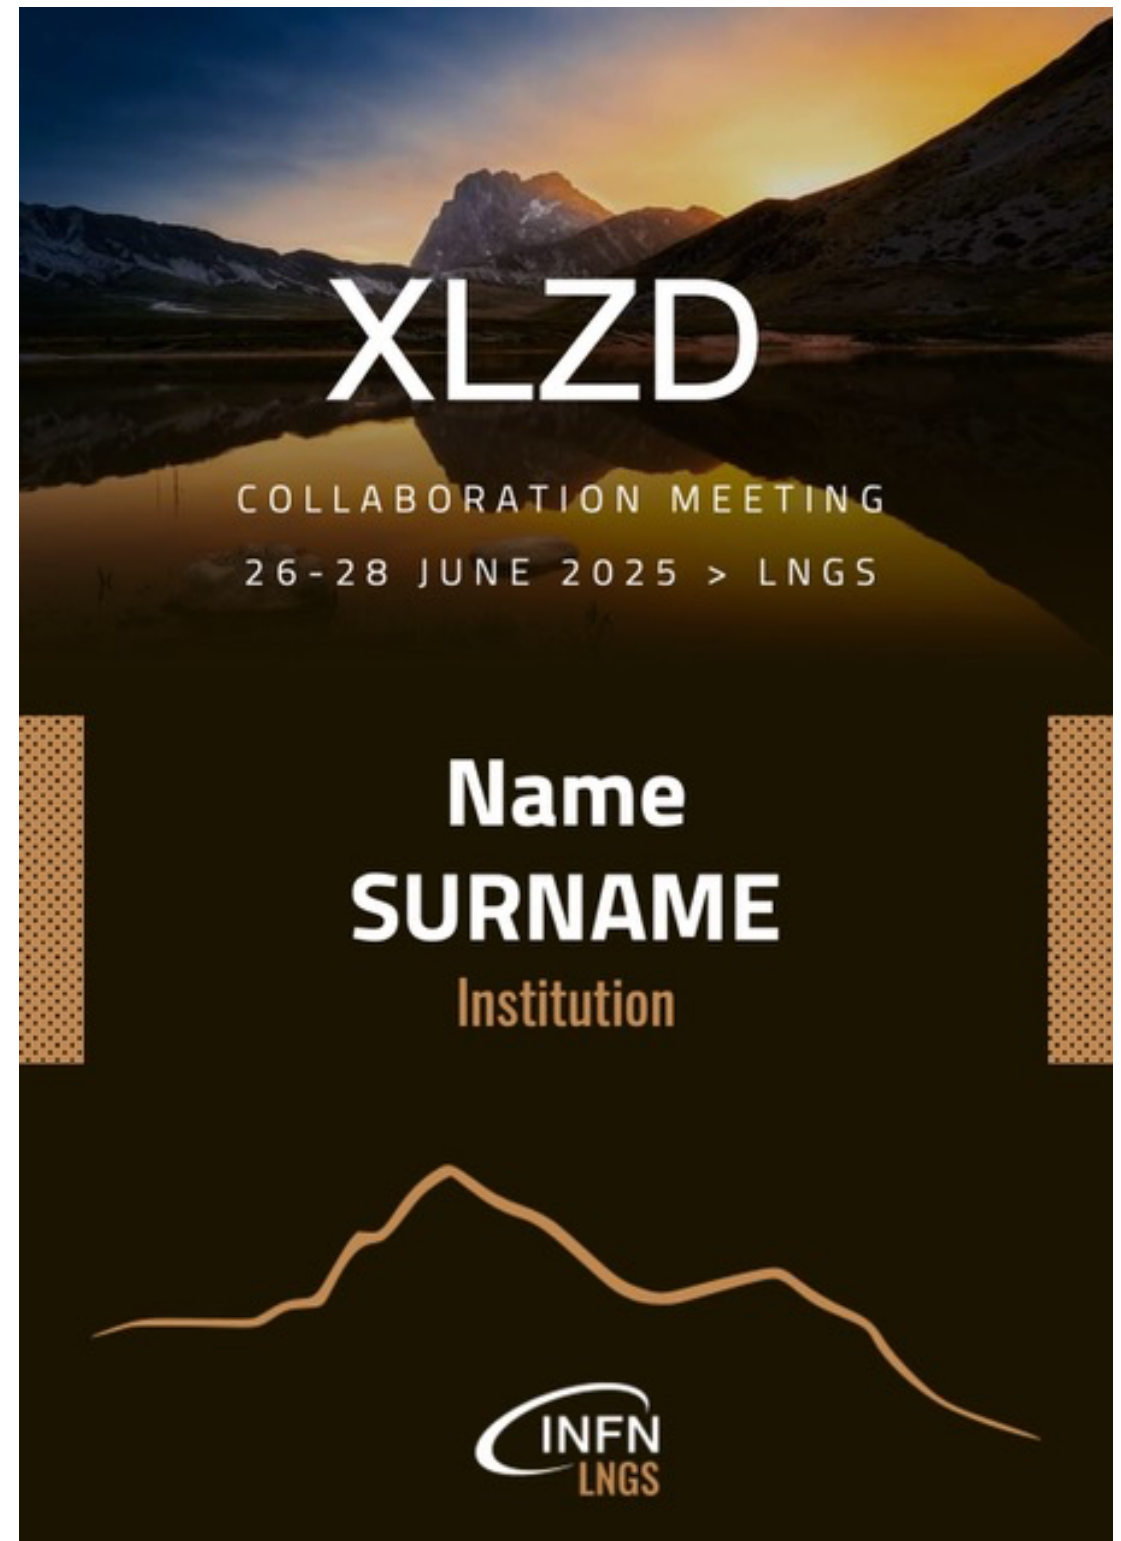 XLZD
COLLABORATION MEETING
26-28 JUNE 2025 > LNGS
Name
SURNAME
Institution
INFN
LNGS